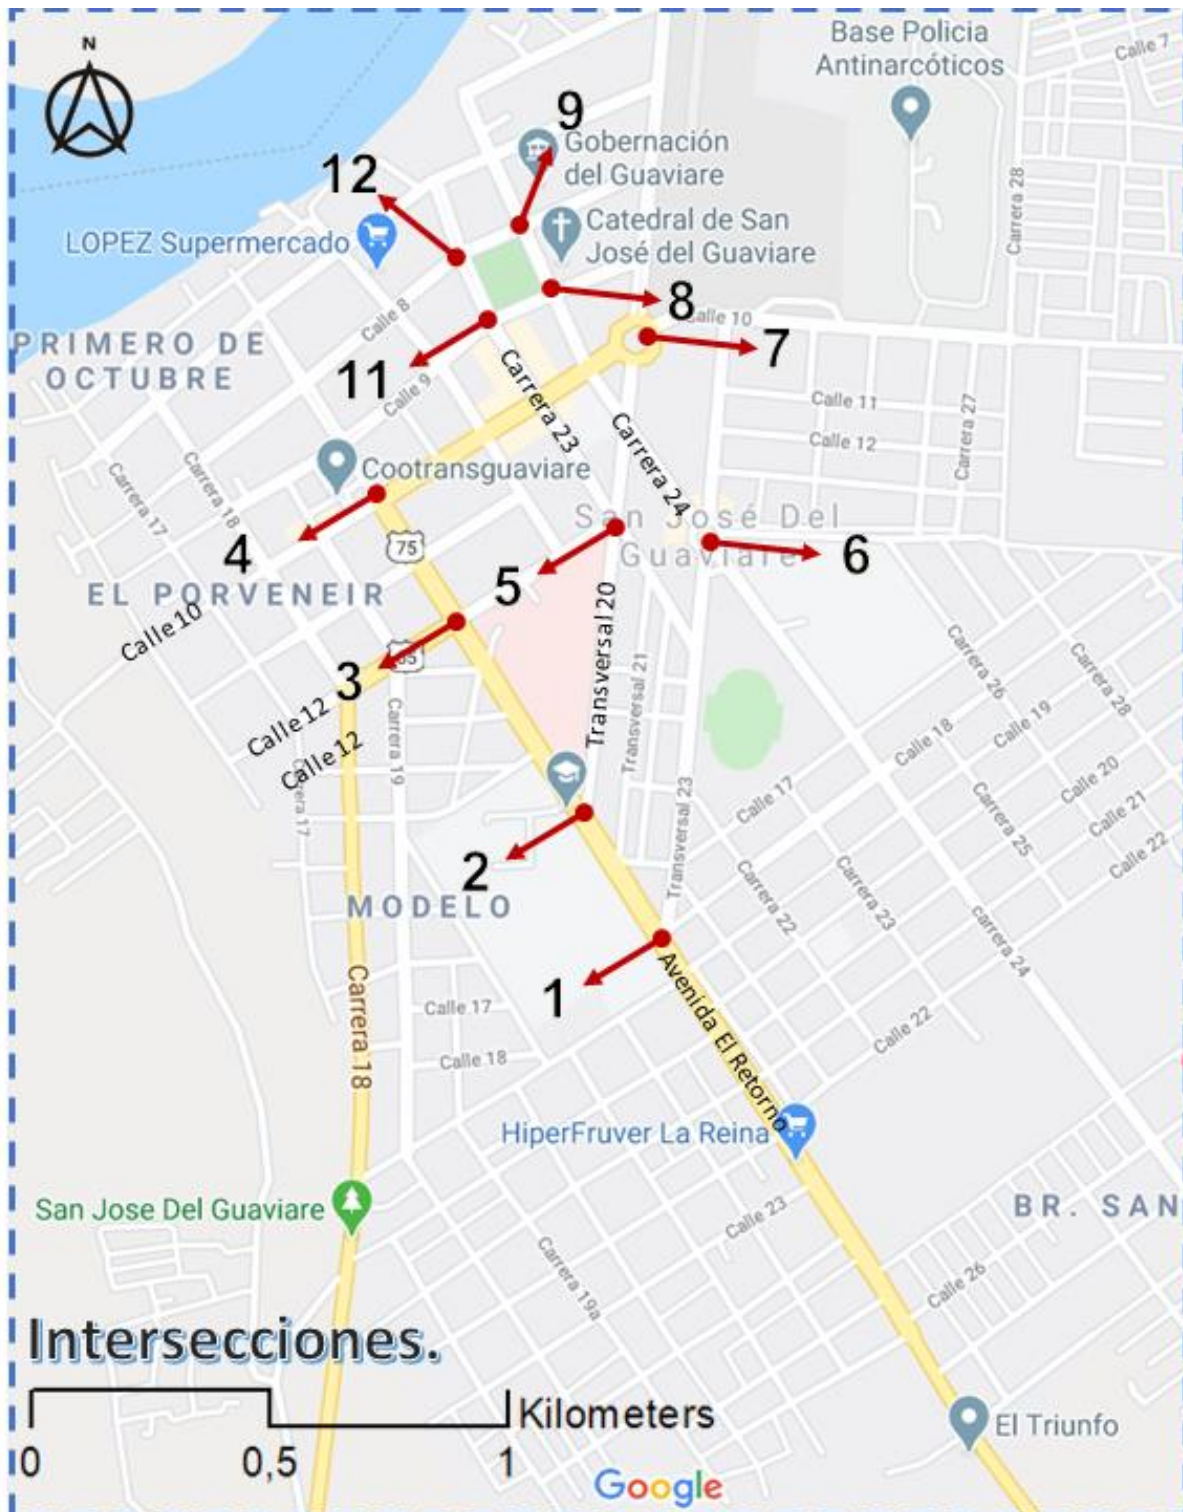 N
Base Policia
Antinarcóticos
Calle 7
9
Gobernación
del Guaviare
12
Carrera 28
LOPEZ Supermercado
Catedral de San
José del Guaviare
8
Calle 8
Calle 10
7
PRIMERO DE
OCTUBRE
11
Calle 9
Carrera 23
Calle 11
Calle 12
Carrera 27
Carrera 24
Cootransguaviare
Carrera 17
Carrera 18
San José Del
Guaviare
4
75
5
6
EL PORVENEIR
Calle 10
Transversal 20
3
Carrera 26
Carrera 28
Calle 12
Calle 12
Carrera 19
Transversal 21
Calle 18
Calle 19
Carrera 17
Transversal 23
Calle 17
Calle 20
Calle 21
Calle 22
Carrera 25
2
Carrera 22
Carrera 23
MODELO
carrera 24
1
Avenida El Retorno
Carrera 18
Calle 17
Calle 18
Calle 22
HiperFruver La Reina
San Jose Del Guaviare
BR. SAN
Calle 23
Carrera 19a
Calle 26
Intersecciones.
Kilometers
0
0,5
1
El Triunfo
Google